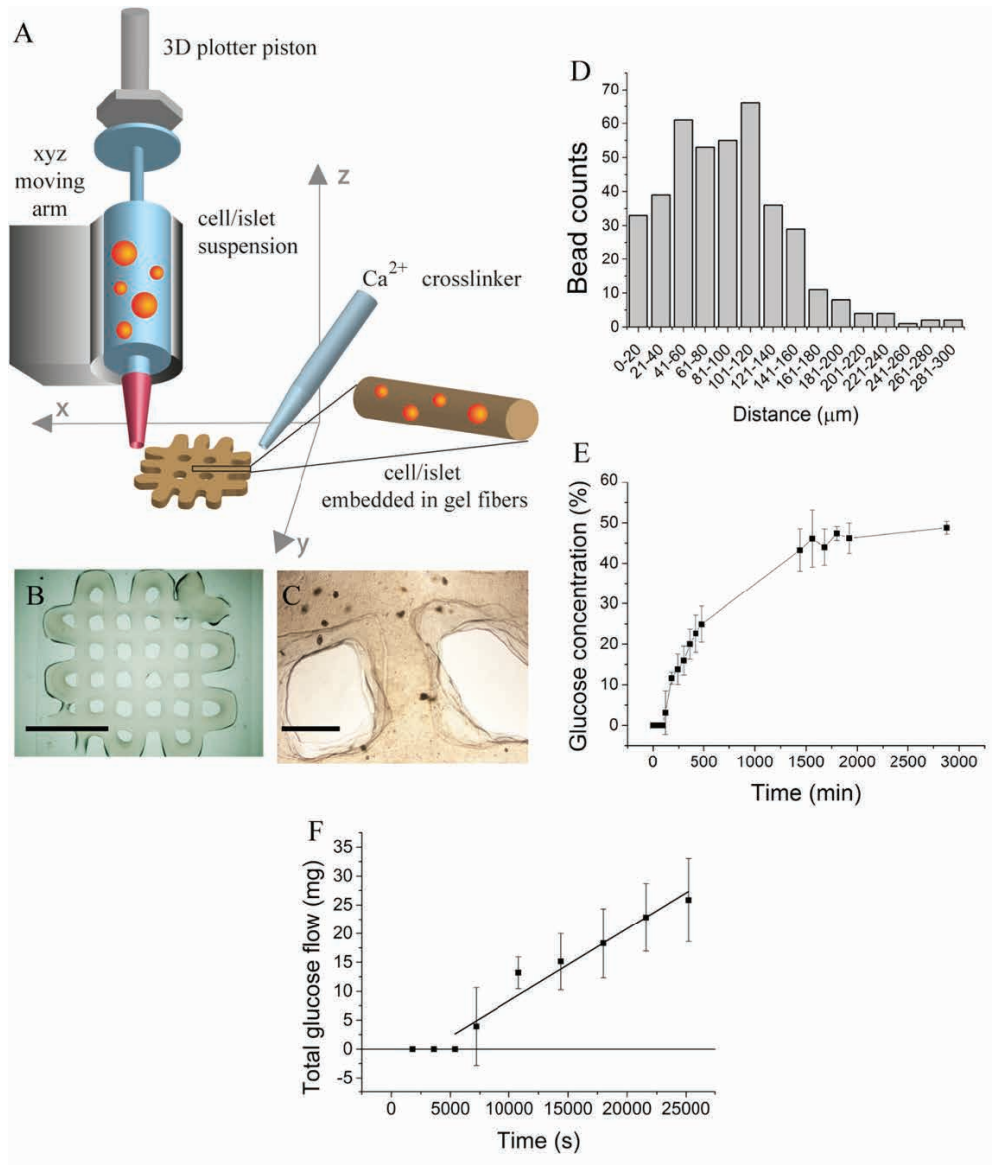 A
3D plotter piston
xyz
moving
arm
cell/islet
suspension
z
Ca2+ crosslinker
x
cell/islet
embedded in gel fibers
y
B
C
D
Bead counts
70
60
50
40
30
20
10
0
0-20
21-40
41-60
61-80
81-100
101-120
121-140
141-160
161-180
181-200
201-220
221-240
241-260
261-280
281-300
Distance (μm)
E
Glucose concentration (%)
60
50
40
30
20
10
0
0
500
1000
1500
2000
2500
3000
Time (min)
F
Total glucose flow (mg)
35
30
25
20
15
10
5
0
-5
0
5000
10000
15000
20000
25000
Time (s)